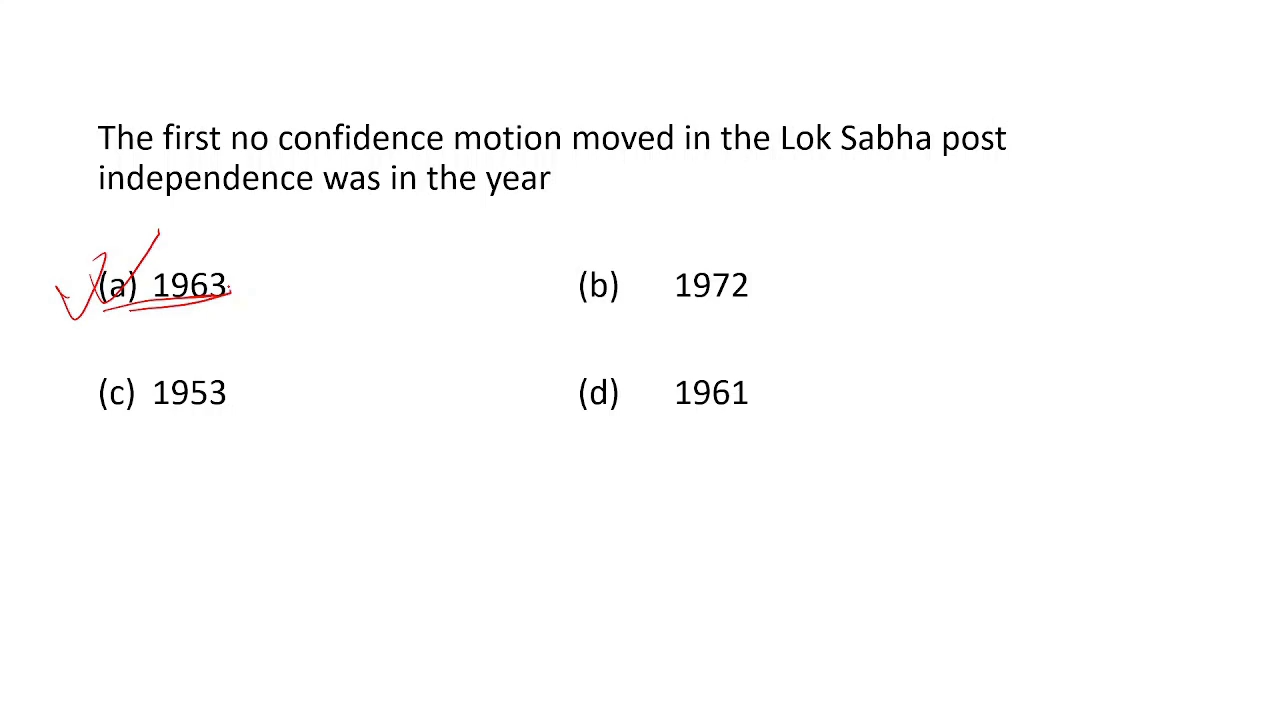 The first no confidence motion moved in the Lok Sabha post
independence was in the year
(a) 1963 (b) 1972
(c) 1953 (d) 1961